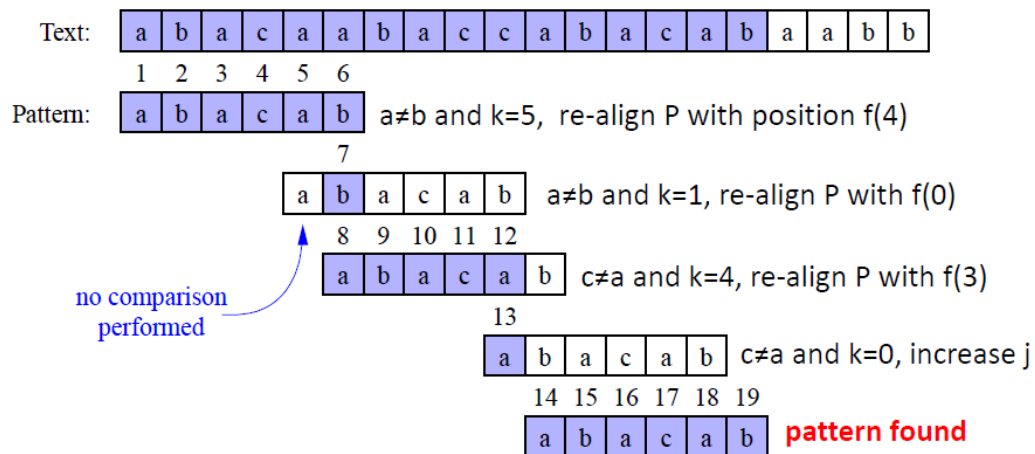 Text: a b a c a a b a c c a b a c a b a a b b
1 2 3 4 5 6
Pattern: a b a c a b a≠b and k=5, re-align P with position f(4)
7
a b a c a b a≠b and k=1, re-align P with f(0)
8 9 10 11 12
a b a c a b c≠a and k=4, re-align P with f(3)
no comparison
performed
13
a b a c a b c≠a and k=0, increase j
14 15 16 17 18 19
a b a c a b pattern found